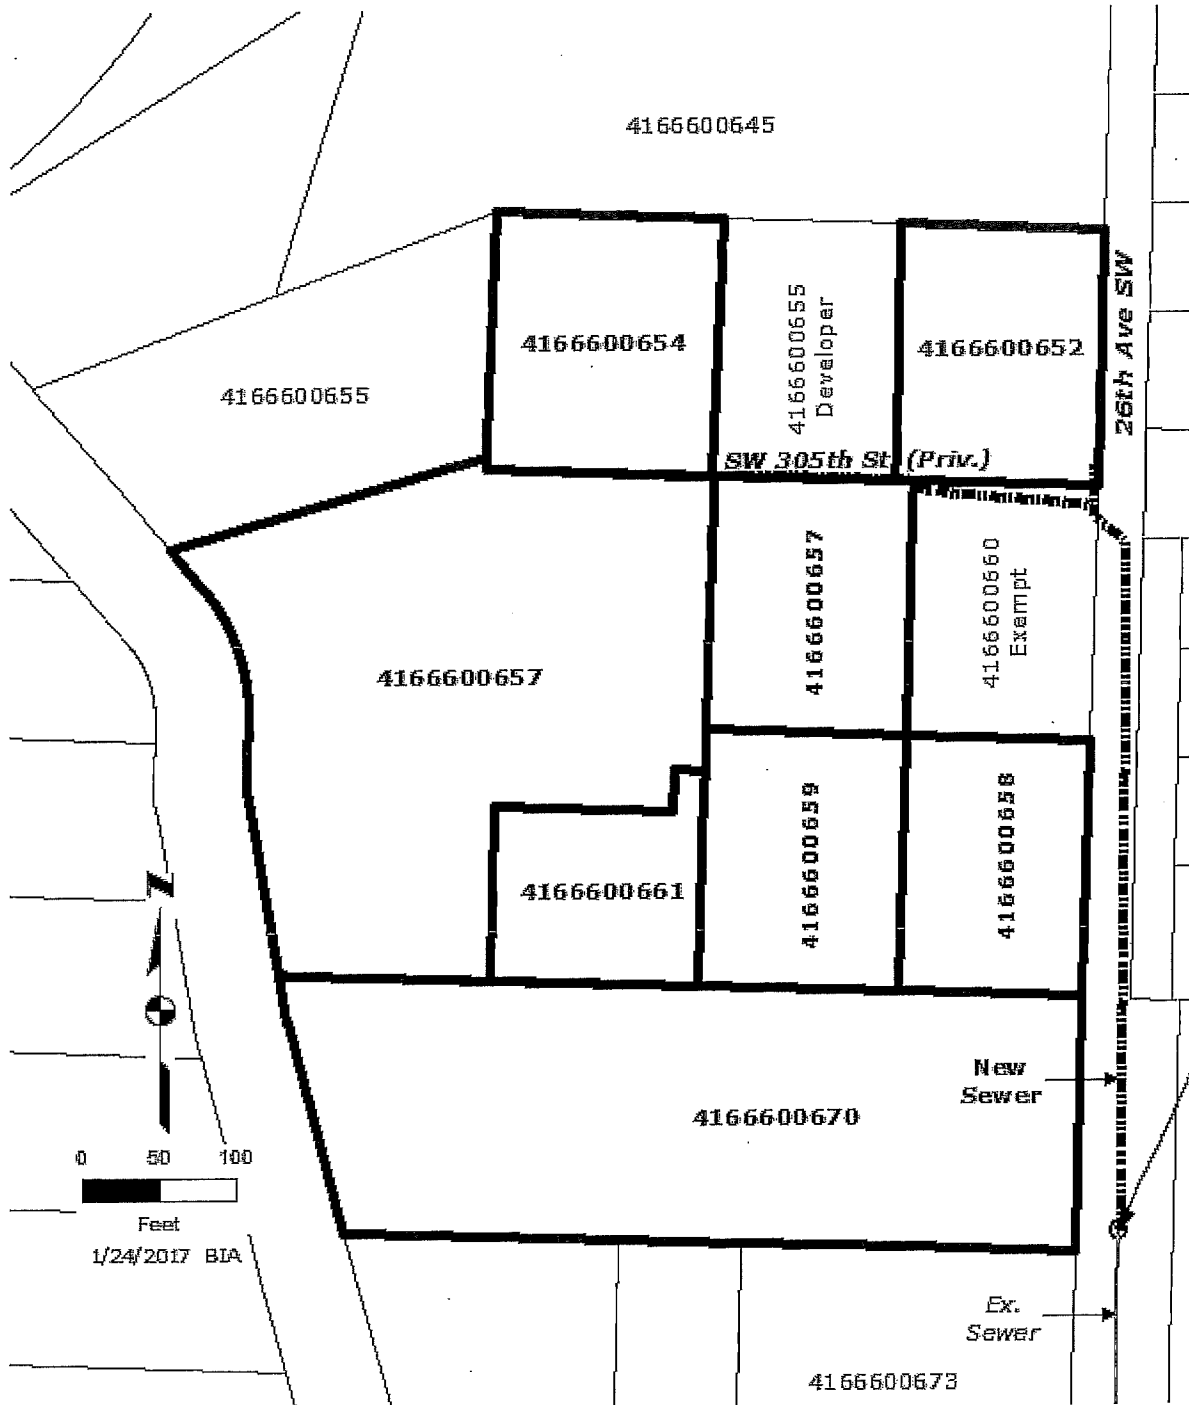 4166600645
4166600654
4166600655
Developer
4166600652
26th Ave SW
4166600655
SW 305th St. (Priv.)
4166600657
4166600660
Exempt
4166600657
4166600659
4166600658
N
4166600661
New
Sewer
4166600670
0 50 100
Feet
1/24/2017 BIA
Ex.
Sewer
4166600673